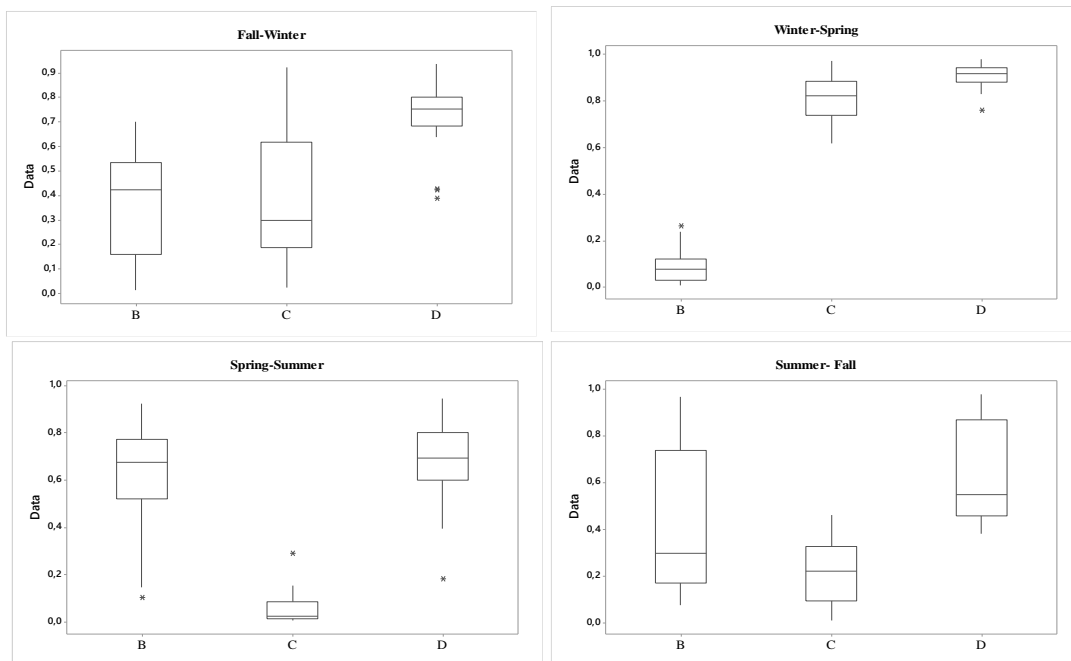 Fall-Winter
0,9
0,8
0,7
0,6
0,5
0,4
0,3
0,2
0,1
0,0
Data
B C D
Winter-Spring
1,0
0,8
0,6
0,4
0,2
0,0
Data
B C D
Spring-Summer
1,0
0,8
0,6
0,4
0,2
0,0
Data
B C D
Summer- Fall
1,0
0,8
0,6
0,4
0,2
0,0
Data
B C D